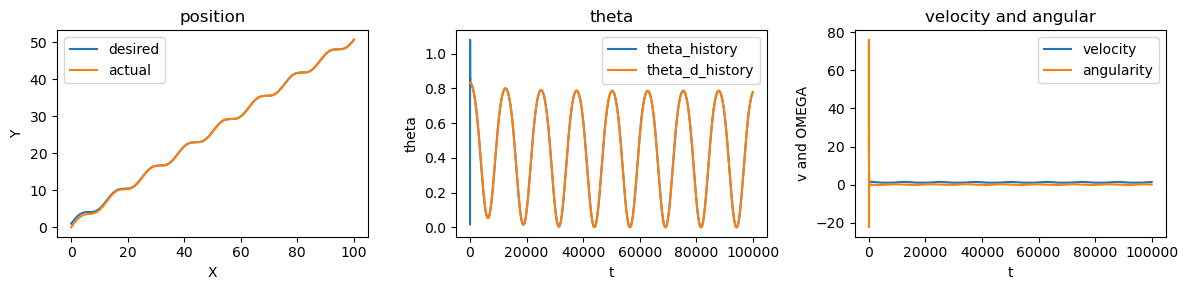 position
50
40
30
20
10
0
0 20 40 60 80 100
Y
X
desired
actual
theta
1.0
0.8
0.6
0.4
0.2
0.0
0 20000 40000 60000 80000 100000
theta
t
theta_history
theta_d_history
velocity and angular
80
60
40
20
0
−20
0 20000 40000 60000 80000 100000
v and OMEGA
t
velocity
angularity